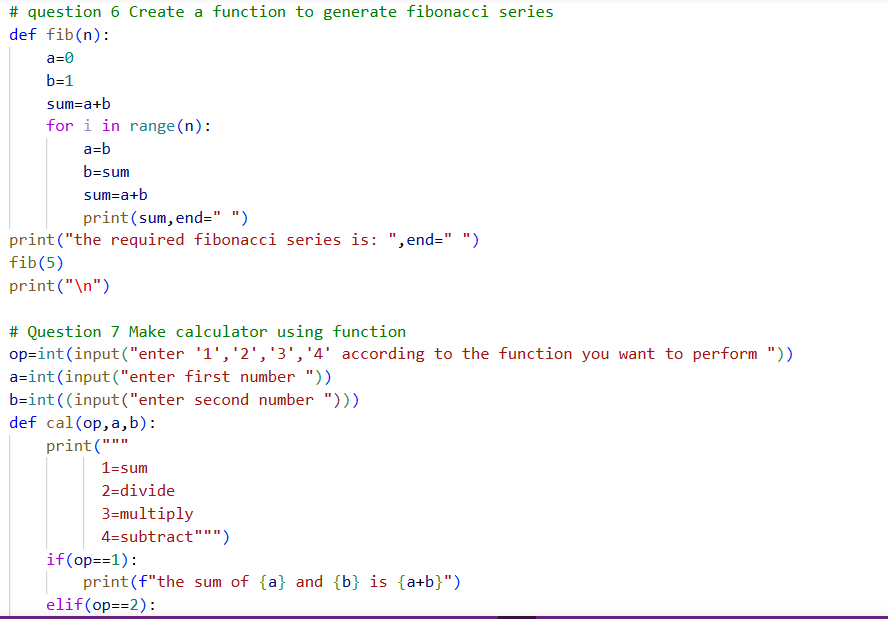 # question 6 Create a function to generate fibonacci series
def fib(n):
    a=0
    b=1
    sum=a+b
    for i in range(n):
        a=b
        b=sum
        sum=a+b
        print(sum,end=" ")
print("the required fibonacci series is: ",end=" ")
fib(5)
print("\n")

# Question 7 Make calculator using function
op=int(input("enter '1','2','3','4' according to the function you want to perform "))
a=int(input("enter first number "))
b=int((input("enter second number ")))
def cal(op,a,b):
    print("""
          1=sum
          2=divide
          3=multiply
          4=subtract""")
    if(op==1):
        print(f"the sum of {a} and {b} is {a+b}")
    elif(op==2):